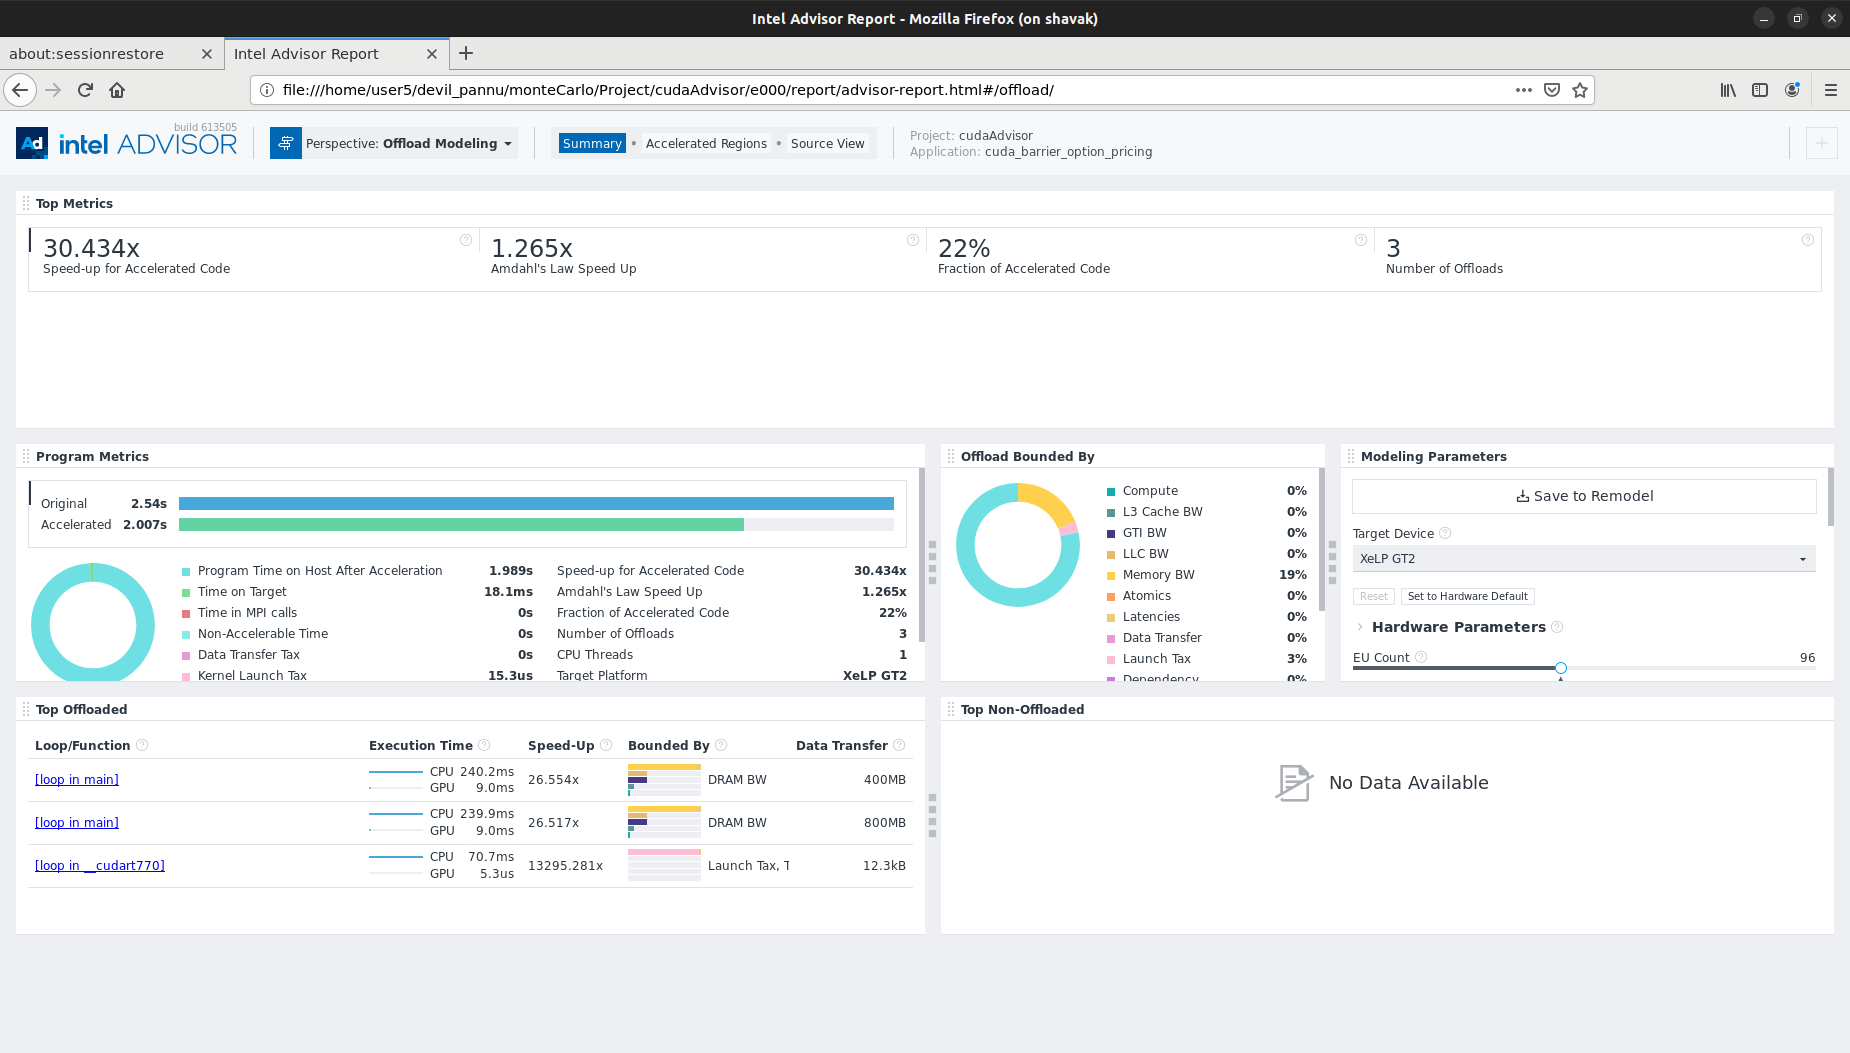 Intel Advisor Report - Mozilla Firefox (on shavak)
about:sessionrestore
Intel Advisor Report
file:///home/user5/devil_pannu/monteCarlo/Project/cudaAdvisor/e000/report/advisor-report.html#/offload/
build 613505
Ad intel ADVISOR
Perspective: Offload Modeling
Summary • Accelerated Regions • Source View
Project: cudaAdvisor
Application: cuda_barrier_option_pricing
Top Metrics
30.434x
Speed-up for Accelerated Code
1.265x
Amdahl's Law Speed Up
22%
Fraction of Accelerated Code
3
Number of Offloads
Program Metrics
Original 2.54s
Accelerated 2.007s
Program Time on Host After Acceleration 1.989s
Time on Target 18.1ms
Time in MPI calls 0s
Non-Accelerable Time 0s
Data Transfer Tax 0s
Kernel Launch Tax 15.3us
Speed-up for Accelerated Code 30.434x
Amdahl's Law Speed Up 1.265x
Fraction of Accelerated Code 22%
Number of Offloads 3
CPU Threads 1
Target Platform XeLP GT2
Offload Bounded By
Compute 0%
L3 Cache BW 0%
GTI BW 0%
LLC BW 0%
Memory BW 19%
Atomics 0%
Latencies 0%
Data Transfer 0%
Launch Tax 3%
Dependency 0%
Modeling Parameters
Save to Remodel
Target Device
XeLP GT2
Reset Set to Hardware Default
Hardware Parameters
EU Count 96
Top Offloaded
Loop/Function Execution Time Speed-Up Bounded By Data Transfer
[loop in main] CPU 240.2ms GPU 9.0ms 26.554x DRAM BW 400MB
[loop in main] CPU 239.9ms GPU 9.0ms 26.517x DRAM BW 800MB
[loop in __cudart770] CPU 70.7ms GPU 5.3us 13295.281x Launch Tax, T 12.3kB
Top Non-Offloaded
No Data Available